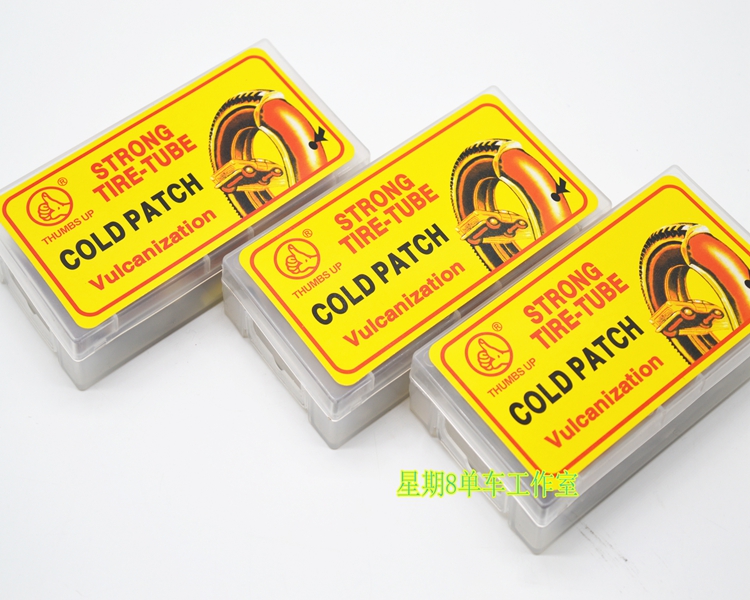 STRONG
TIRE-TUBE
®
THUMBS UP
COLD PATCH
Vulcanization
STRONG
TIRE-TUBE
®
THUMBS UP
COLD PATCH
Vulcanization
STRONG
TIRE-TUBE
®
THUMBS UP
COLD PATCH
Vulcanization
星期8单车工作室